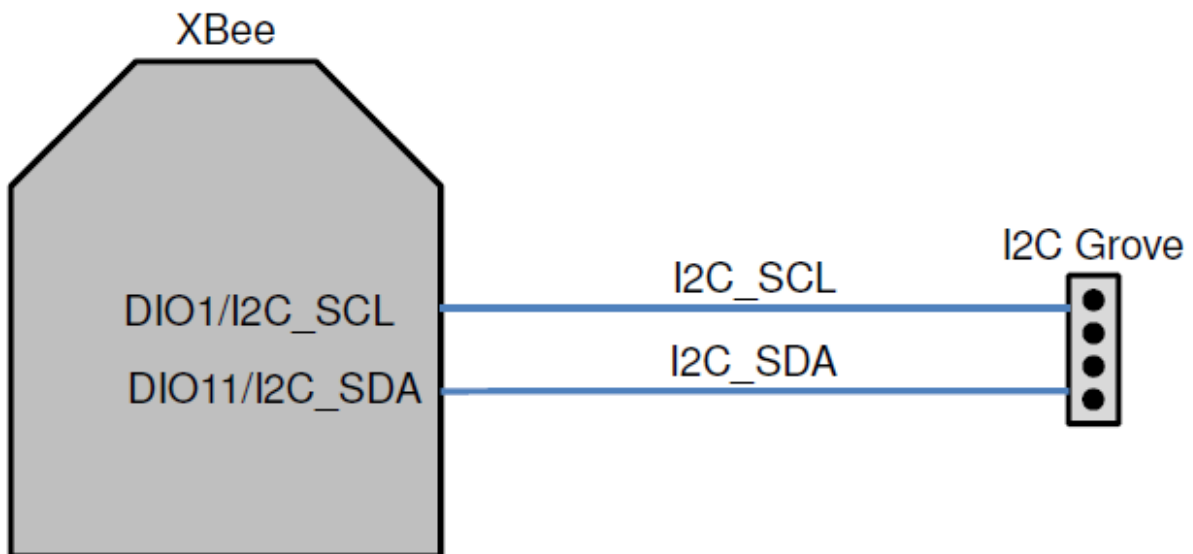 XBee
I2C Grove
I2C_SCL
DIO1/I2C_SCL
I2C_SDA
DIO11/I2C_SDA